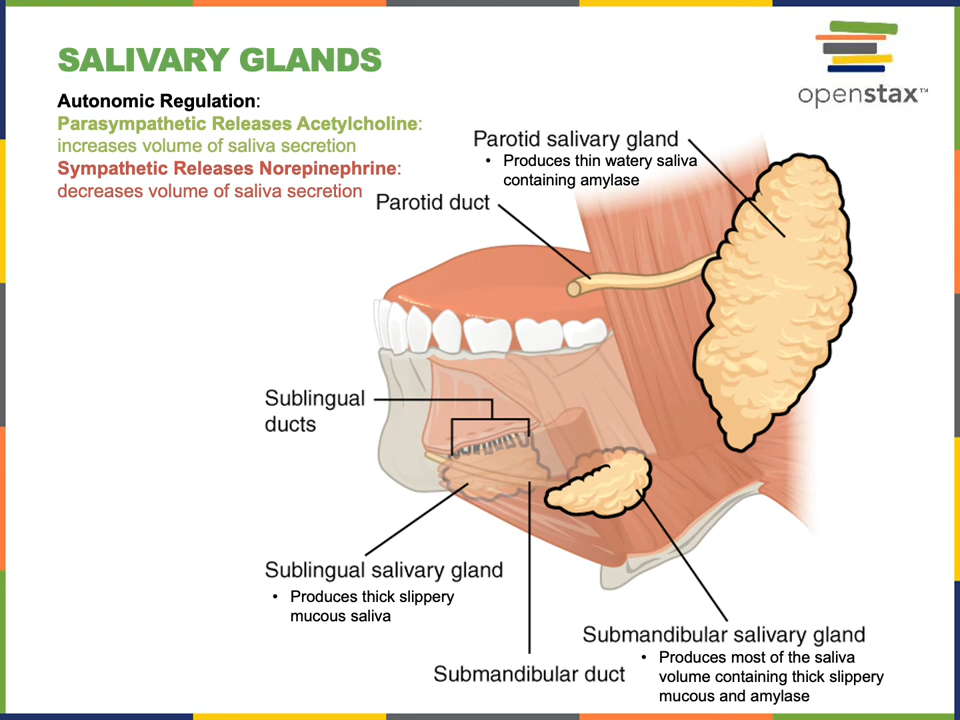 SALIVARY GLANDS
openstax™
Autonomic Regulation:
Parasympathetic Releases Acetylcholine:
increases volume of saliva secretion
Sympathetic Releases Norepinephrine:
decreases volume of saliva secretion
Parotid salivary gland
• Produces thin watery saliva
containing amylase
Parotid duct
Sublingual
ducts
Sublingual salivary gland
• Produces thick slippery
mucous saliva
Submandibular duct
Submandibular salivary gland
• Produces most of the saliva
volume containing thick slippery
mucous and amylase